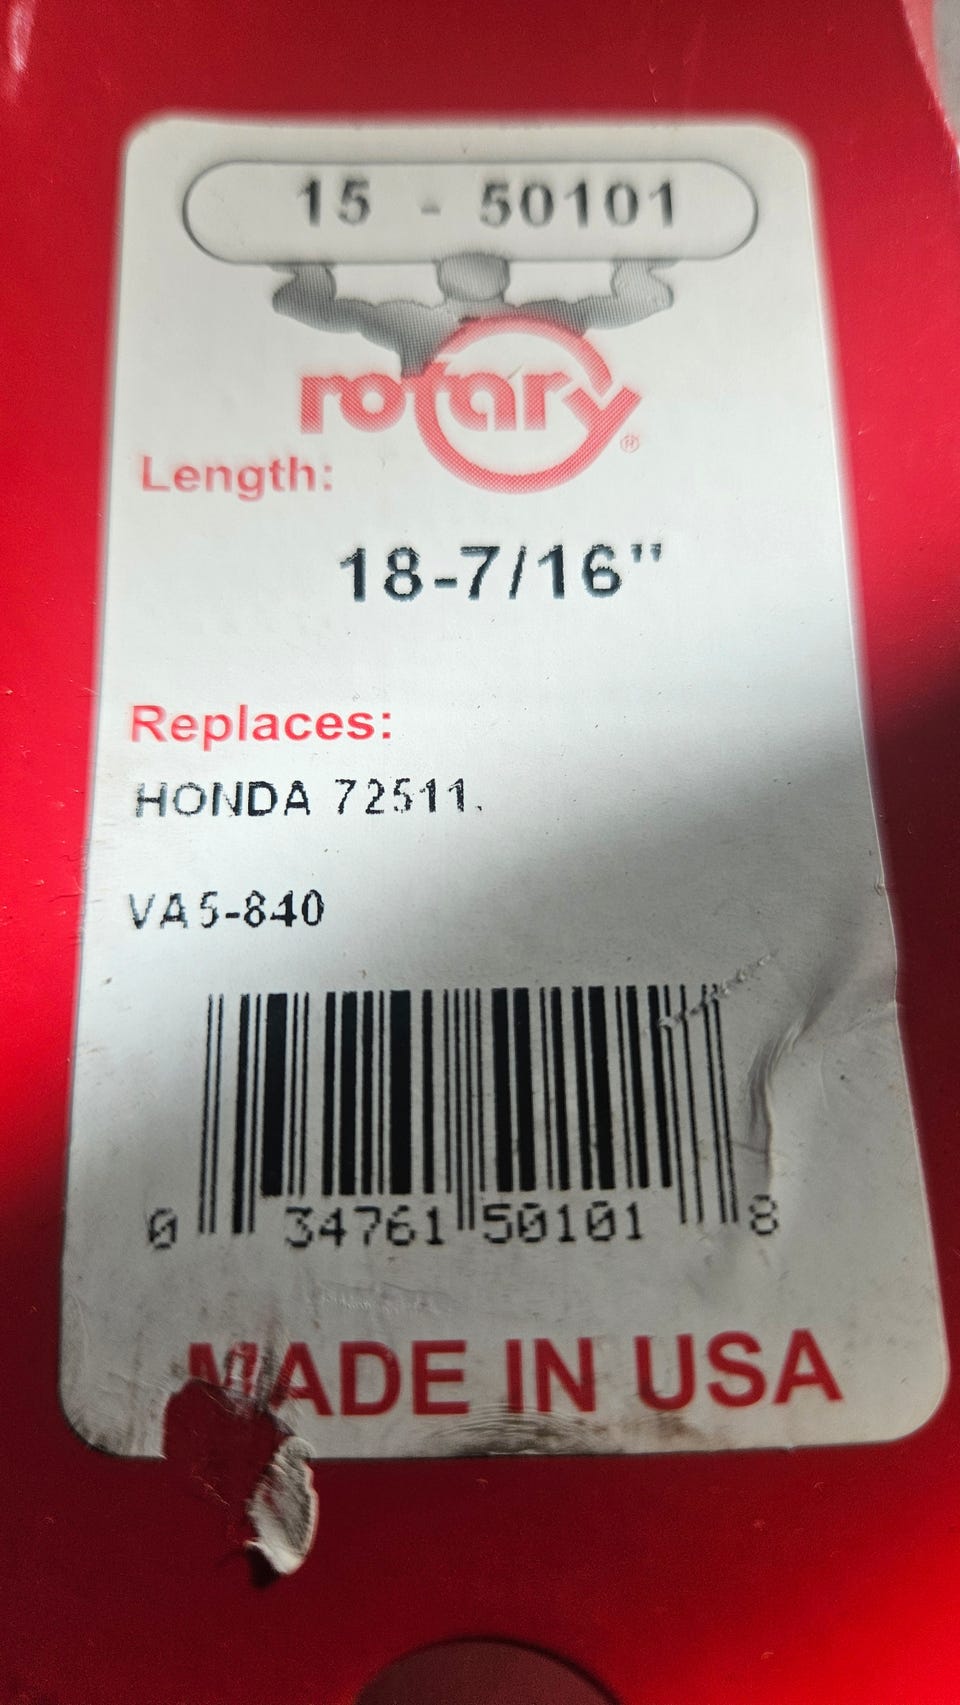 15 - 50101
rotary®
Length:
18-7/16"
Replaces:
HONDA 72511.
VA5-840
0 34761 50101 8
MADE IN USA